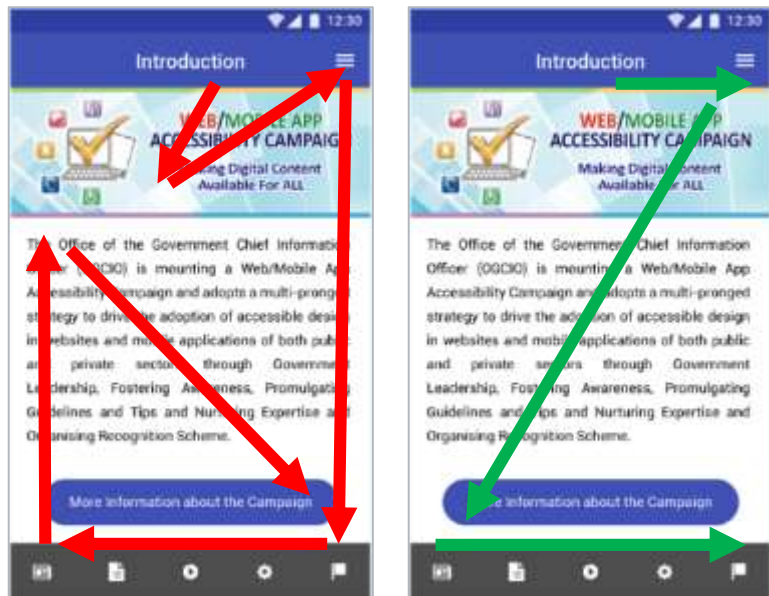 12:30
Introduction
WEB/MOBILE APP
ACCESSIBILITY CAMPAIGN
Making Digital Content
Available For ALL
The Office of the Government Chief Information
Officer (OGCIO) is mounting a Web/Mobile App
Accessibility Campaign and adopts a multi-pronged
strategy to drive the adoption of accessible design
in websites and mobile applications of both public
and private sectors through Government
Leadership, Fostering Awareness, Promulgating
Guidelines and Tips and Nurturing Expertise and
Organising Recognition Scheme.
More Information about the Campaign
12:30
Introduction
WEB/MOBILE APP
ACCESSIBILITY CAMPAIGN
Making Digital Content
Available For ALL
The Office of the Government Chief Information
Officer (OGCIO) is mounting a Web/Mobile App
Accessibility Campaign and adopts a multi-pronged
strategy to drive the adoption of accessible design
in websites and mobile applications of both public
and private sectors through Government
Leadership, Fostering Awareness, Promulgating
Guidelines and Tips and Nurturing Expertise and
Organising Recognition Scheme.
More Information about the Campaign